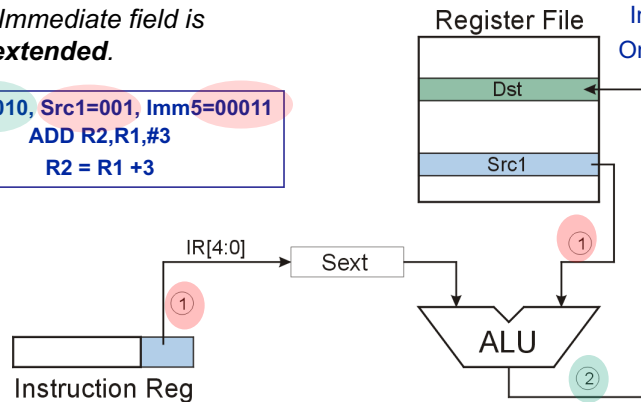 Immediate field is
extended.
010, Src1=001, Imm5=00011
ADD R2,R1,#3
R2 = R1 +3
Register File
Dst
Src1
①
IR[4:0]
Sext
①
ALU
②
Instruction Reg